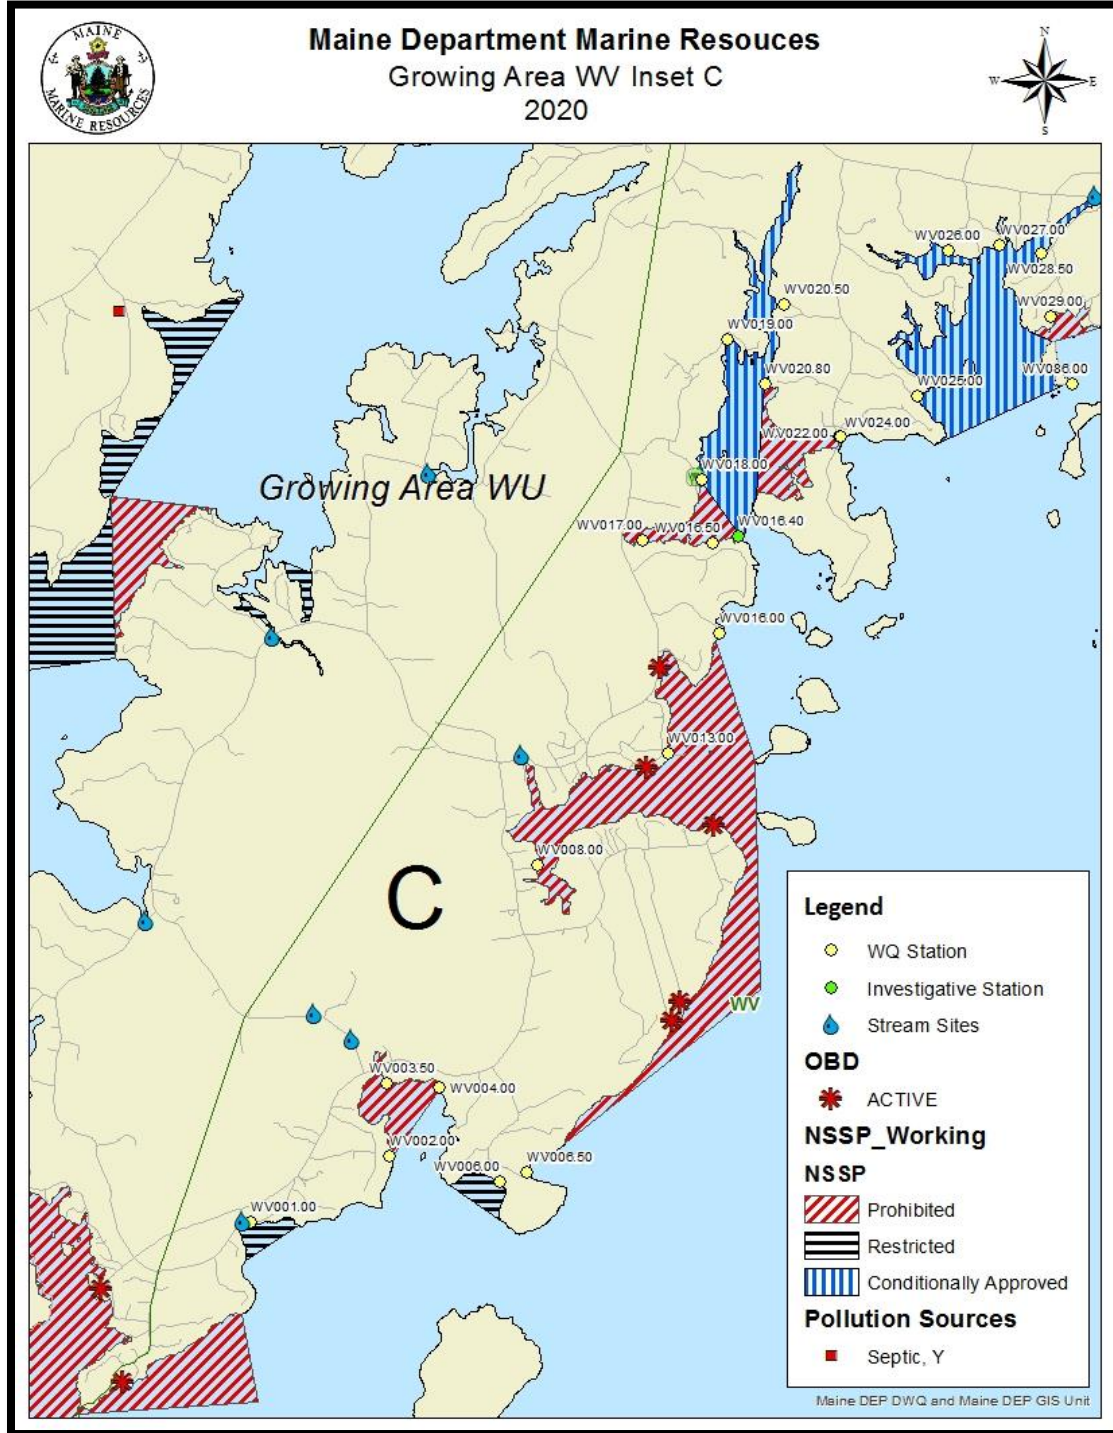 Maine Department Marine Resouces
Growing Area WV Inset C
2020
MAINE
MARINE RESOURCES
N
W
E
S
WV026.00
WV027.00
WV028.50
WV020.50
WV029.00
WV019.00
WV020.80
WV086.00
WV025.00
WV022.00
WV024.00
WV018.00
Growing Area WU
WV017.00
WV016.50
WV016.40
WV016.00
WV013.00
WV008.00
C
WV
WV003.50
WV004.00
WV002.00
WV006.00
WV006.50
WV001.00
Legend
WQ Station
Investigative Station
Stream Sites
OBD
ACTIVE
NSSP_Working
NSSP
Prohibited
Restricted
Conditionally Approved
Pollution Sources
Septic, Y
Maine DEP DWQ and Maine DEP GIS Unit